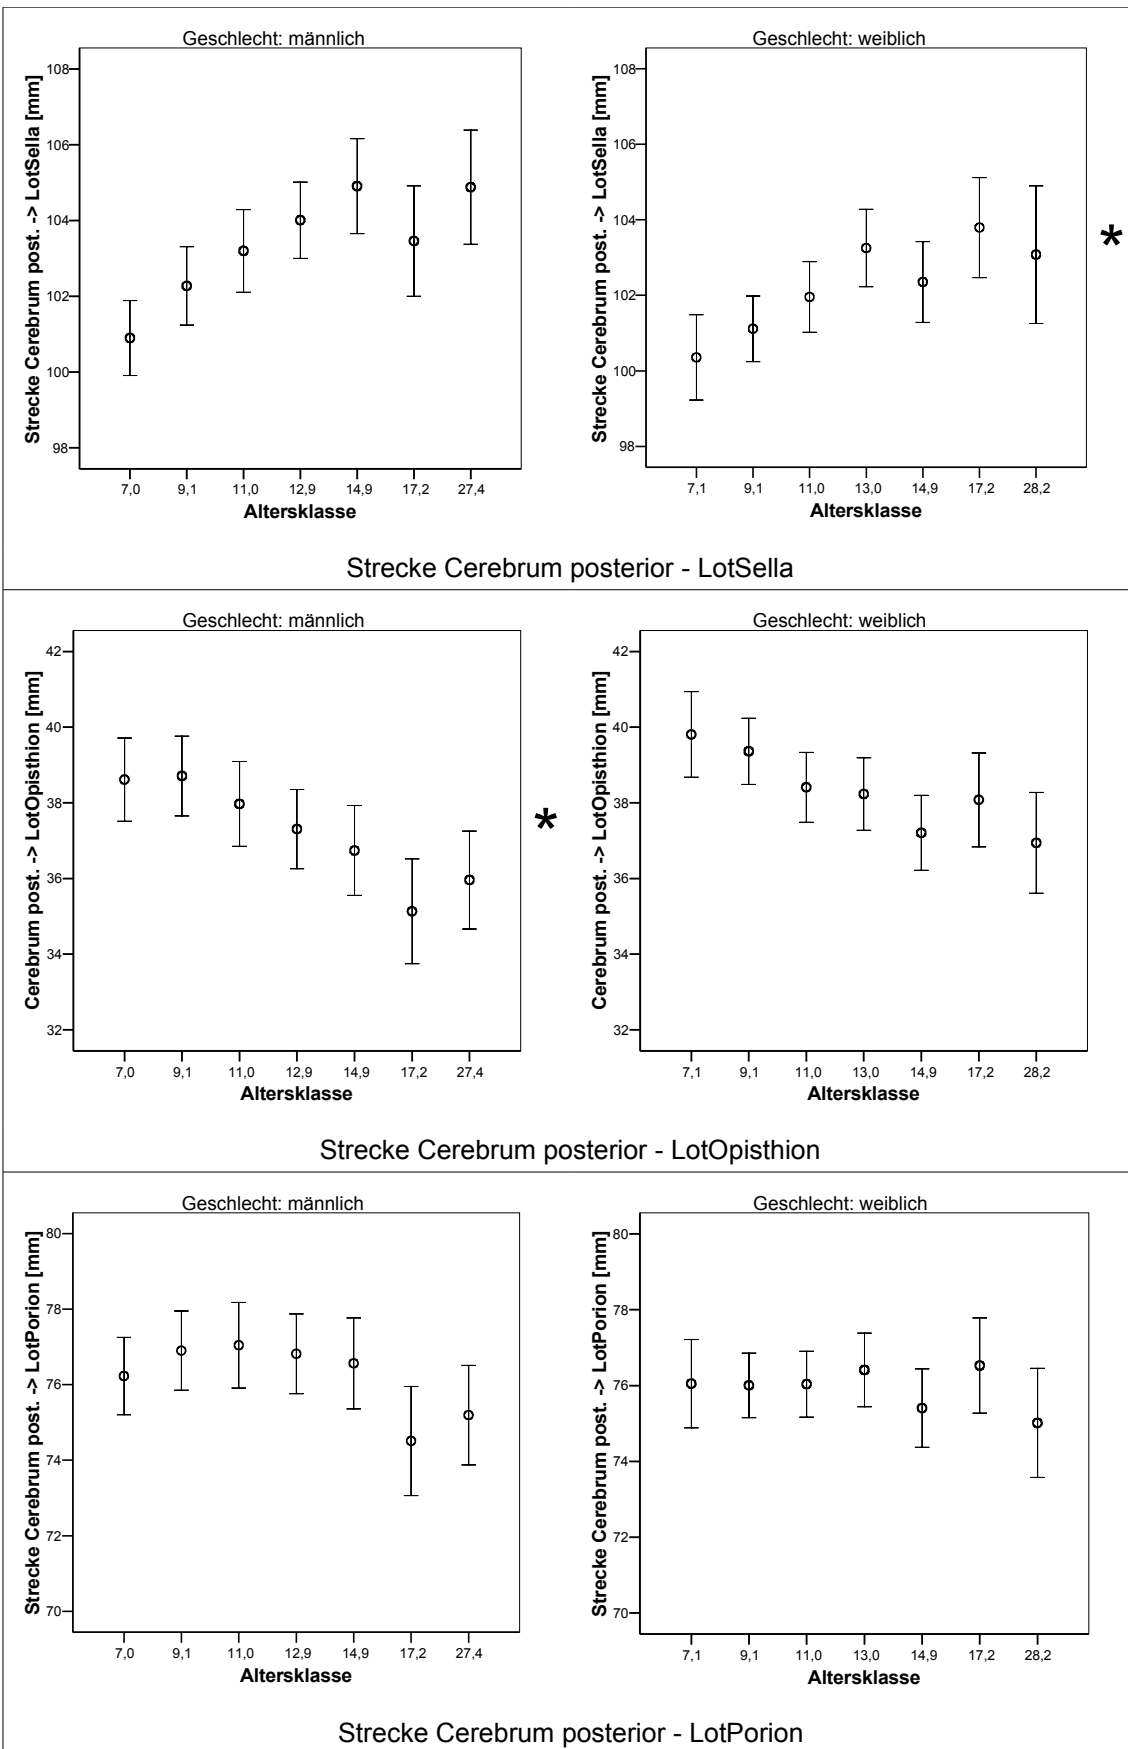 Geschlecht: männlich
Strecke Cerebrum post. -> LotSella [mm]
108
106
104
102
100
98
7,0 9,1 11,0 12,9 14,9 17,2 27,4
Altersklasse
Geschlecht: weiblich
Strecke Cerebrum post. -> LotSella [mm]
108
106
104
102
100
98
7,1 9,1 11,0 13,0 14,9 17,2 28,2
Altersklasse
*
Strecke Cerebrum posterior - LotSella
Geschlecht: männlich
Cerebrum post. -> LotOpisthion [mm]
42
40
38
36
34
32
7,0 9,1 11,0 12,9 14,9 17,2 27,4
Altersklasse
*
Geschlecht: weiblich
Cerebrum post. -> LotOpisthion [mm]
42
40
38
36
34
32
7,1 9,1 11,0 13,0 14,9 17,2 28,2
Altersklasse
Strecke Cerebrum posterior - LotOpisthion
Geschlecht: männlich
Strecke Cerebrum post. -> LotPorion [mm]
80
78
76
74
72
70
7,0 9,1 11,0 12,9 14,9 17,2 27,4
Altersklasse
Geschlecht: weiblich
Strecke Cerebrum post. -> LotPorion [mm]
80
78
76
74
72
70
7,1 9,1 11,0 13,0 14,9 17,2 28,2
Altersklasse
Strecke Cerebrum posterior - LotPorion